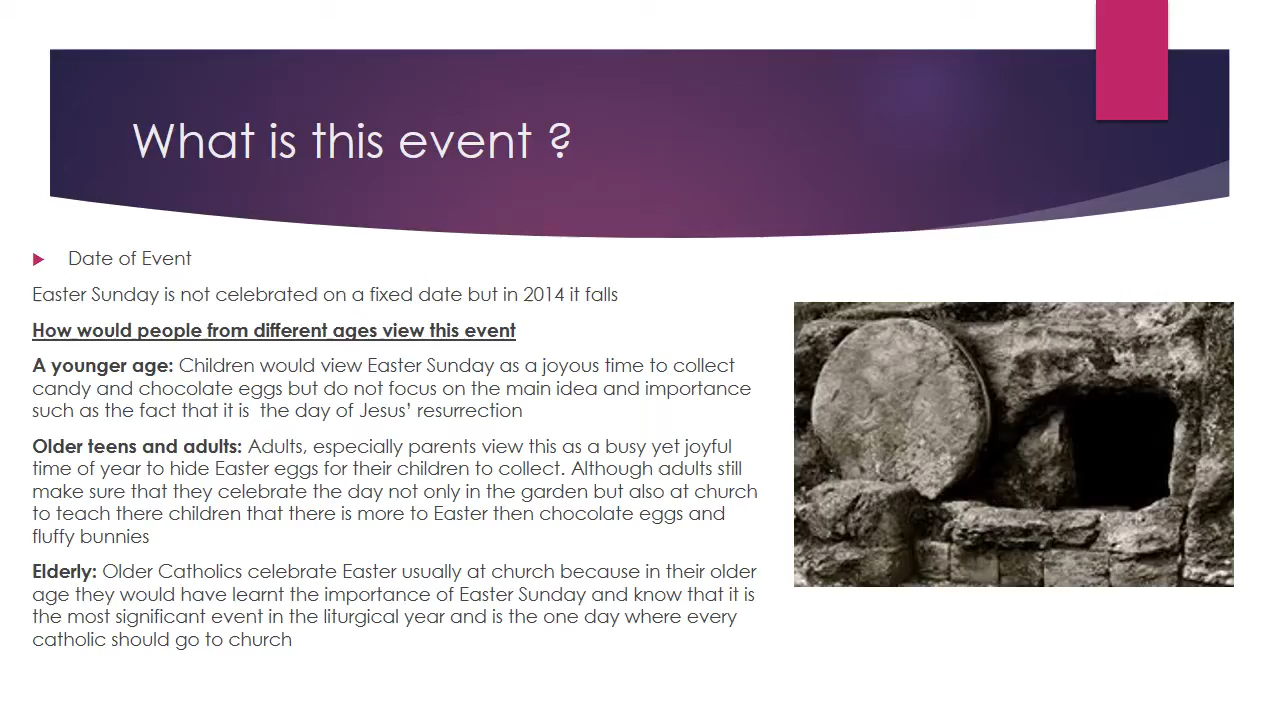 What is this event ?
Date of Event
Easter Sunday is not celebrated on a fixed date but in 2014 it falls
How would people from different ages view this event
A younger age: Children would view Easter Sunday as a joyous time to collect
candy and chocolate eggs but do not focus on the main idea and importance
such as the fact that it is  the day of Jesus’ resurrection
Older teens and adults: Adults, especially parents view this as a busy yet joyful
time of year to hide Easter eggs for their children to collect. Although adults still
make sure that they celebrate the day not only in the garden but also at church
to teach there children that there is more to Easter then chocolate eggs and
fluffy bunnies
Elderly: Older Catholics celebrate Easter usually at church because in their older
age they would have learnt the importance of Easter Sunday and know that it is
the most significant event in the liturgical year and is the one day where every
catholic should go to church